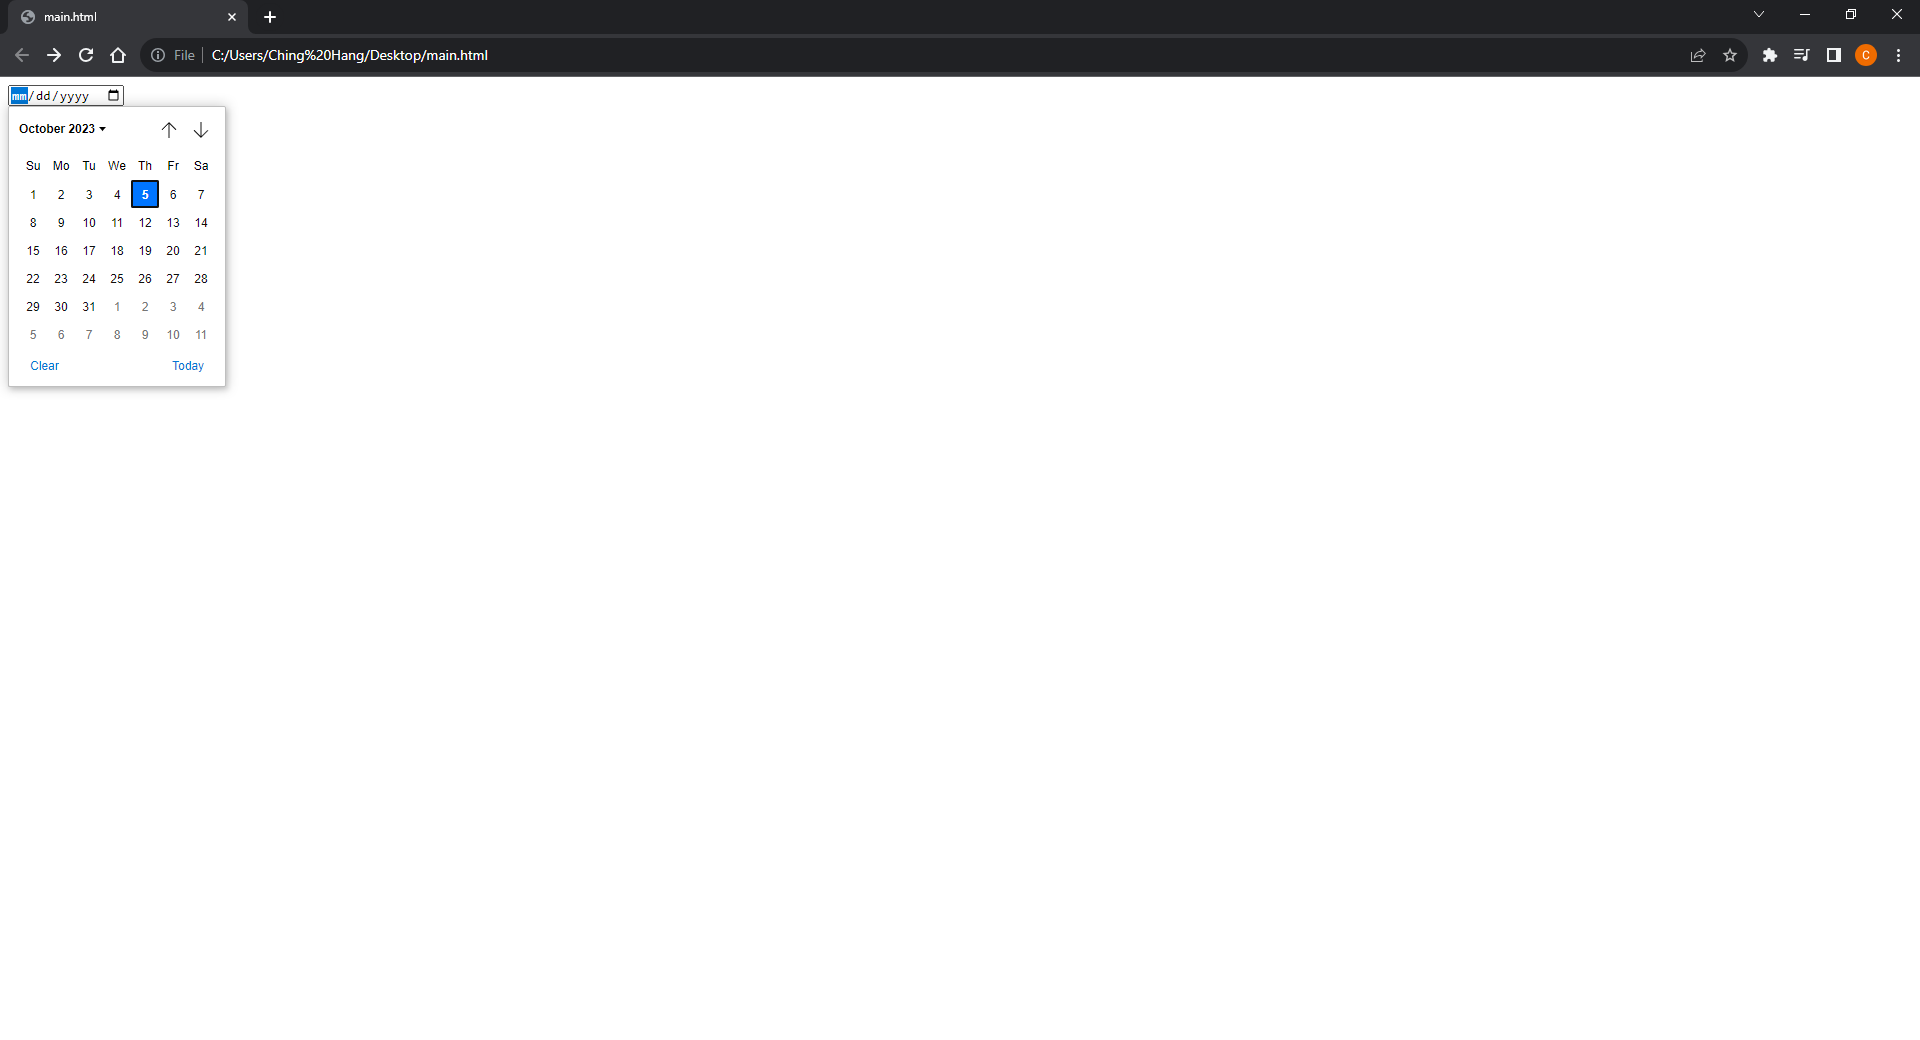 main.html
File C:/Users/Ching%20Hang/Desktop/main.html
C
mm/dd/yyyy
October 2023
Su Mo Tu We Th Fr Sa
1 2 3 4 5 6 7
8 9 10 11 12 13 14
15 16 17 18 19 20 21
22 23 24 25 26 27 28
29 30 31 1 2 3 4
5 6 7 8 9 10 11
Clear Today